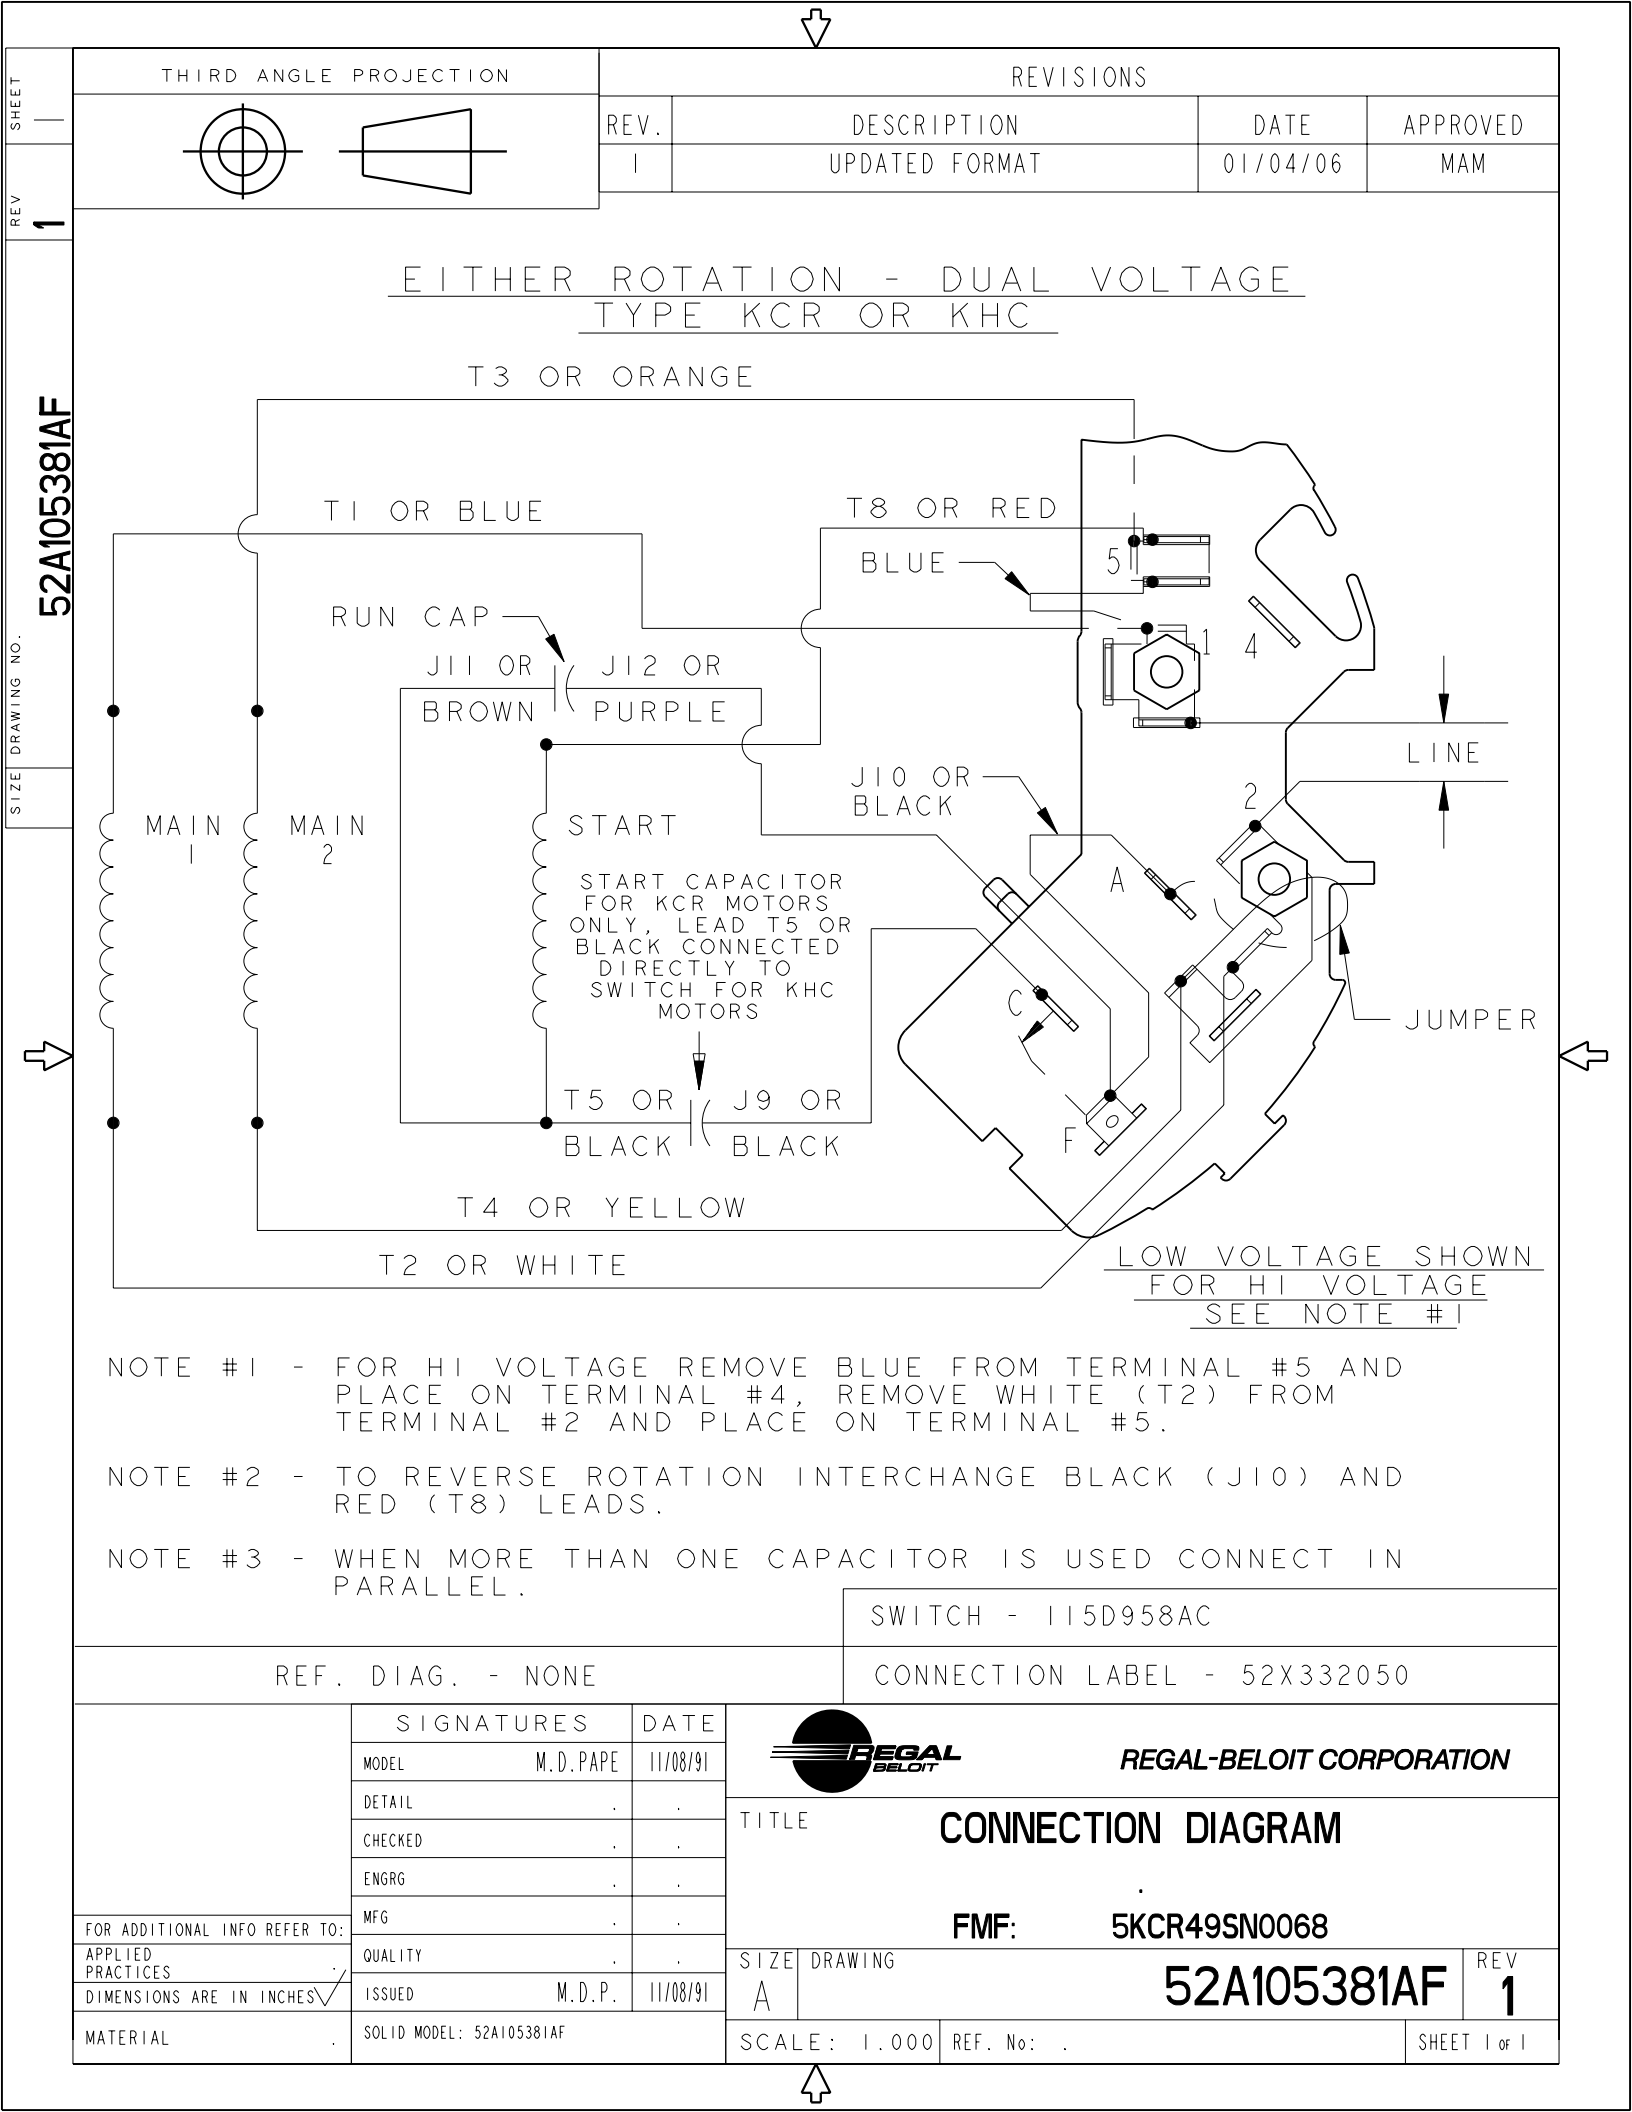 THIRD ANGLE PROJECTION
REVISIONS
REV.
DESCRIPTION
DATE
APPROVED
1
UPDATED FORMAT
01/04/06
MAM
SHEET
1
REV
1
DRAWING NO.
52A105381AF
SIZE
EITHER ROTATION - DUAL VOLTAGE
TYPE KCR OR KHC
T3 OR ORANGE
T1 OR BLUE
T8 OR RED
BLUE
5
RUN CAP
1
4
J11 OR
BROWN
J12 OR
PURPLE
LINE
J10 OR
BLACK
2
MAIN
1
MAIN
2
START
A
START CAPACITOR
FOR KCR MOTORS
ONLY, LEAD T5 OR
BLACK CONNECTED
DIRECTLY TO
SWITCH FOR KHC
MOTORS
C
JUMPER
T5 OR
BLACK
J9 OR
BLACK
F
T4 OR YELLOW
T2 OR WHITE
LOW VOLTAGE SHOWN
FOR HI VOLTAGE
SEE NOTE #1
NOTE #1 - FOR HI VOLTAGE REMOVE BLUE FROM TERMINAL #5 AND
PLACE ON TERMINAL #4, REMOVE WHITE (T2) FROM
TERMINAL #2 AND PLACE ON TERMINAL #5.
NOTE #2 - TO REVERSE ROTATION INTERCHANGE BLACK (J10) AND
RED (T8) LEADS.
NOTE #3 - WHEN MORE THAN ONE CAPACITOR IS USED CONNECT IN
PARALLEL.
SWITCH - 115D958AC
REF. DIAG. - NONE
CONNECTION LABEL - 52X332050
SIGNATURES
DATE
MODEL M.D.PAPE 11/08/91
DETAIL . .
CHECKED . .
ENGRG . .
MFG . .
QUALITY . .
ISSUED M.D.P. 11/08/91
SOLID MODEL: 52A105381AF
FOR ADDITIONAL INFO REFER TO:
APPLIED
PRACTICES .
DIMENSIONS ARE IN INCHES
MATERIAL .
REGAL
BELOIT
REGAL-BELOIT CORPORATION
TITLE
CONNECTION DIAGRAM
.
FMF: 5KCR49SN0068
SIZE
A
DRAWING
52A105381AF
REV
1
SCALE: 1.000
REF. No: .
SHEET 1 OF 1